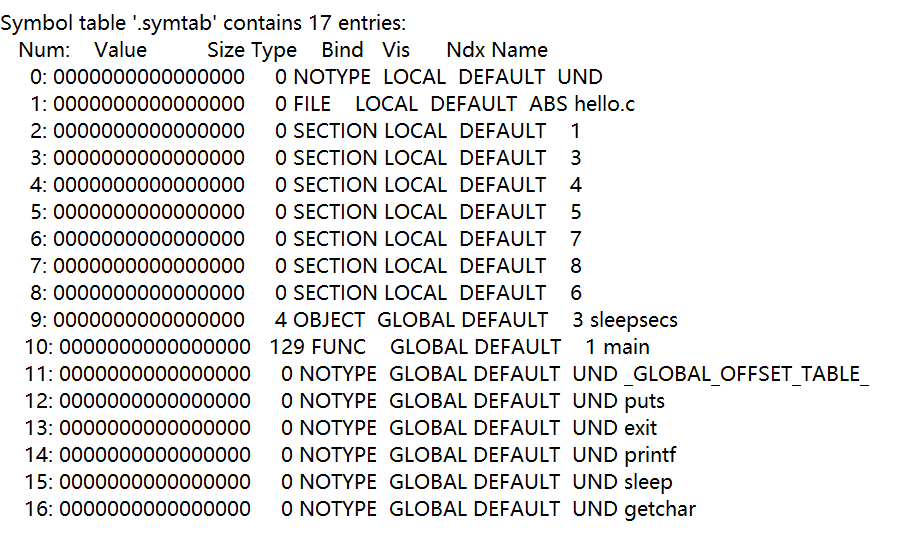 Symbol table '.symtab' contains 17 entries:
Num: Value Size Type Bind Vis Ndx Name
0: 0000000000000000 0 NOTYPE LOCAL DEFAULT UND
1: 0000000000000000 0 FILE LOCAL DEFAULT ABS hello.c
2: 0000000000000000 0 SECTION LOCAL DEFAULT 1
3: 0000000000000000 0 SECTION LOCAL DEFAULT 3
4: 0000000000000000 0 SECTION LOCAL DEFAULT 4
5: 0000000000000000 0 SECTION LOCAL DEFAULT 5
6: 0000000000000000 0 SECTION LOCAL DEFAULT 7
7: 0000000000000000 0 SECTION LOCAL DEFAULT 8
8: 0000000000000000 0 SECTION LOCAL DEFAULT 6
9: 0000000000000000 4 OBJECT GLOBAL DEFAULT 3 sleepsecs
10: 0000000000000000 129 FUNC GLOBAL DEFAULT 1 main
11: 0000000000000000 0 NOTYPE GLOBAL DEFAULT UND _GLOBAL_OFFSET_TABLE_
12: 0000000000000000 0 NOTYPE GLOBAL DEFAULT UND puts
13: 0000000000000000 0 NOTYPE GLOBAL DEFAULT UND exit
14: 0000000000000000 0 NOTYPE GLOBAL DEFAULT UND printf
15: 0000000000000000 0 NOTYPE GLOBAL DEFAULT UND sleep
16: 0000000000000000 0 NOTYPE GLOBAL DEFAULT UND getchar